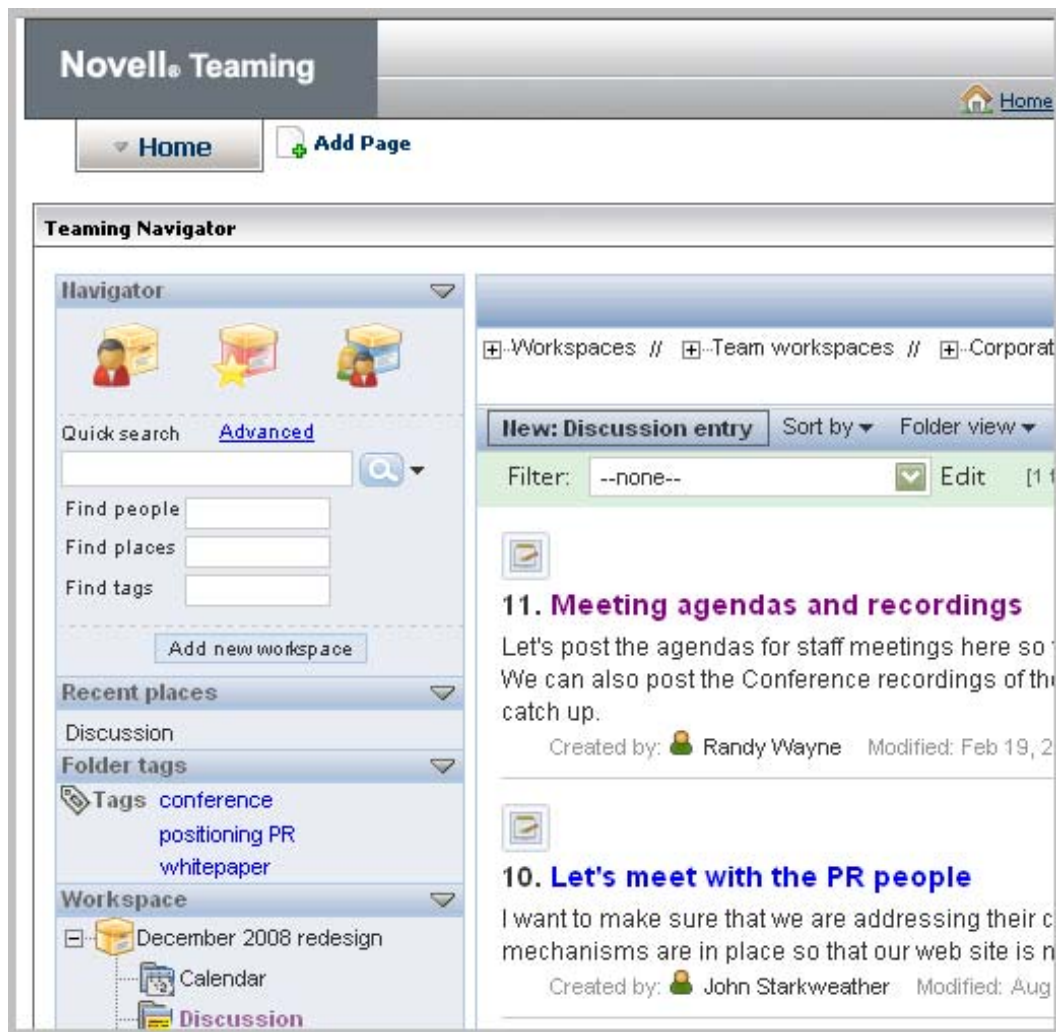 Novell® Teaming
Home
Home
Add Page
Teaming Navigator
Navigator
Quick search Advanced
Find people
Find places
Find tags
Add new workspace
Recent places
Discussion
Folder tags
Tags conference
positioning PR
whitepaper
Workspace
December 2008 redesign
Calendar
Discussion
Workspaces // Team workspaces //
New: Discussion entry Sort by Folder view
Filter: --none-- Edit [1
11. Meeting agendas and recordings
Let's post the agendas for staff meetings here so
We can also post the Conference recordings of
catch up.
Created by: Randy Wayne Modified: Feb 19,
10. Let's meet with the PR people
I want to make sure that we are addressing their
mechanisms are in place so that our web site is
Created by: John Starkweather Modified: Aug